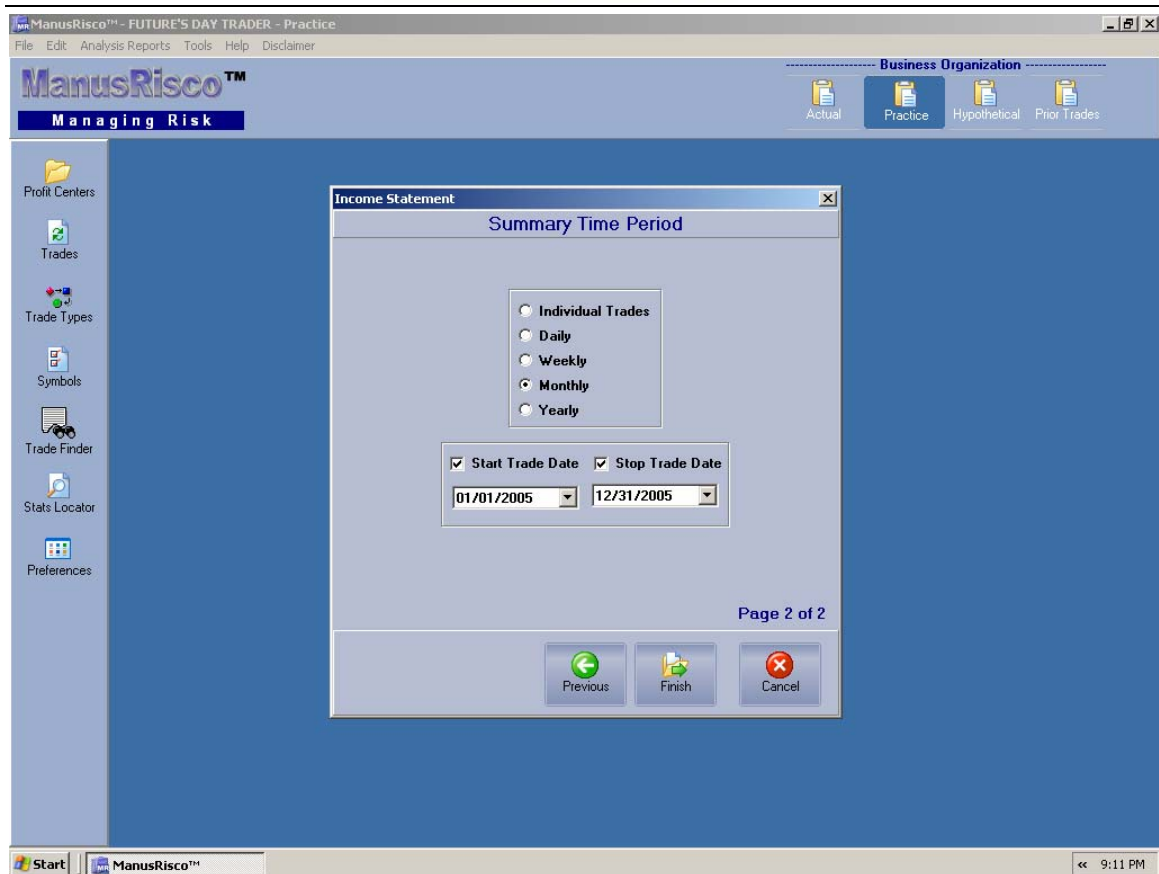 ManusRisco™ - FUTURE'S DAY TRADER - Practice
File Edit Analysis Reports Tools Help Disclaimer
ManusRisco™
Managing Risk
Business Organization
Actual Practice Hypothetical Prior Trades
Profit Centers
Trades
Trade Types
Symbols
Trade Finder
Stats Locator
Preferences
Income Statement
Summary Time Period
Individual Trades
Daily
Weekly
Monthly
Yearly
Start Trade Date Stop Trade Date
01/01/2005 12/31/2005
Page 2 of 2
Previous Finish Cancel
Start MR ManusRisco™ « 9:11 PM